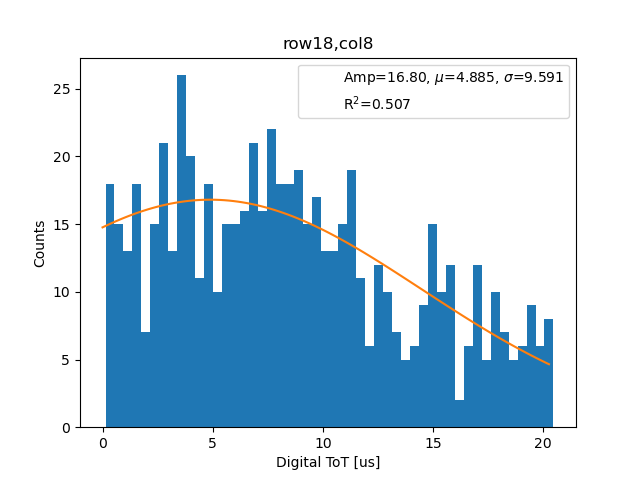 row18,col8
Amp=16.80, μ=4.885, σ=9.591
R²=0.507
Counts
25
20
15
10
5
0
0 5 10 15 20
Digital ToT [us]